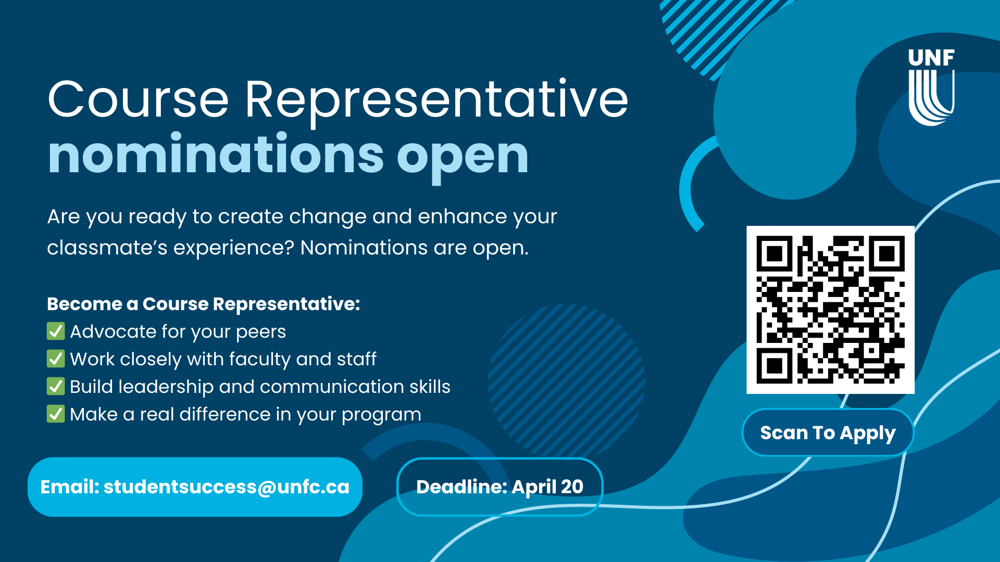 UNF
Course Representative
nominations open
Are you ready to create change and enhance your
classmate’s experience? Nominations are open.
Become a Course Representative:
✅ Advocate for your peers
✅ Work closely with faculty and staff
✅ Build leadership and communication skills
✅ Make a real difference in your program
Scan To Apply
Email: studentsuccess@unfc.ca
Deadline: April 20